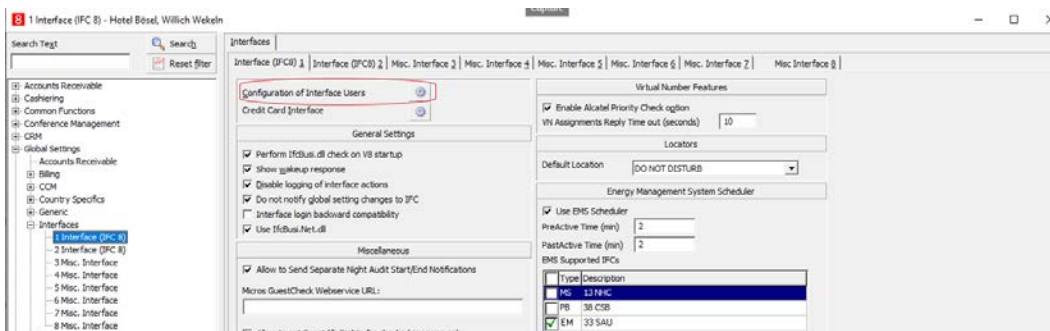 1 Interface (IFC 8) - Hotel Bösel, Willich Wekeln
Search Text
Search
Reset filter
Accounts Receivable
Cashiering
Common Functions
Conference Management
CRM
Global Settings
Accounts Receivable
Billing
CCM
Country Specifics
Generic
Interfaces
1 Interface (IFC 8)
2 Interface (IFC 8)
3 Misc. Interface
4 Misc. Interface
5 Misc. Interface
6 Misc. Interface
7 Misc. Interface
8 Misc. Interface
Interfaces
Interface (IFC8) 1 Interface (IFC8) 2 Misc. Interface 3 Misc. Interface 4 Misc. Interface 5 Misc. Interface 6 Misc. Interface 7 Misc Interface 8
Configuration of Interface Users
Credit Card Interface
General Settings
Perform IfcBusi.dll check on V8 startup
Show wakeup response
Disable logging of interface actions
Do not notify global setting changes to IFC
Interface login backward compatibility
Use IfcBusi.Net.dll
Miscellaneous
Allow to Send Separate Night Audit Start/End Notifications
Micros GuestCheck Webservice URL:
Virtual Number Features
Enable Alcatel Priority Check option
VN Assignments Reply Time out (seconds) 10
Locators
Default Location DO NOT DISTURB
Energy Management System Scheduler
Use EMS Scheduler
PreActive Time (min) 2
PastActive Time (min) 2
EMS Supported IFCs
Type Description
MS 13 NHC
PB 38 CSB
EM 33 SAU